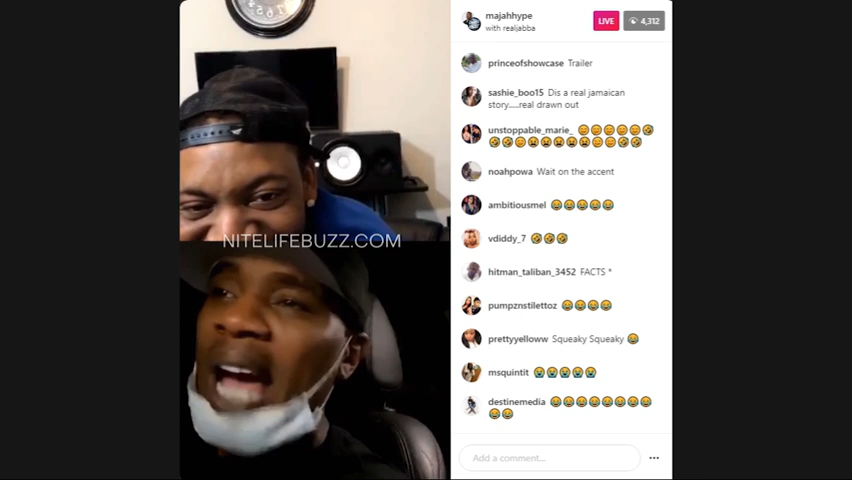 majahhype
with realjabba
LIVE
4,312
princeofshowcase Trailer
sashie_boo15 Dis a real jamaican
story.....real drawn out
unstoppable_marie_ 😊😊😊😊😊🤣
🤣🤣😊😫😫😫😫😫😊😊🤣🤣
noahpowa Wait on the accent
ambitiousmel 😂😂😂😂😂
vdiddy_7 🤣🤣🤣
hitman_taliban_3452 FACTS *
pumpznstilettoz 😂😂😂😂
prettyyelloww Squeaky Squeaky 😂
msquintit 😭😭😭😭😭
destinemedia 😂😂😂😂😂😂😂😂
😂😂
Add a comment...
NITELIFEBUZZ.COM